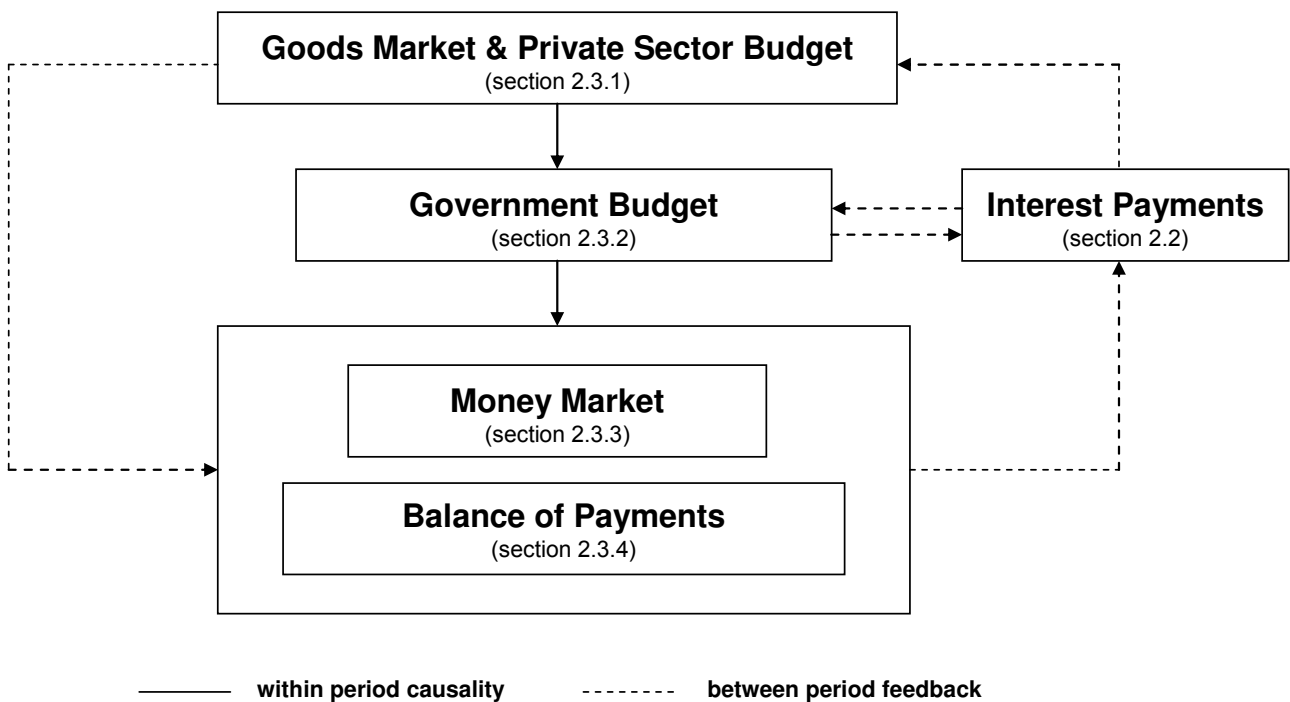 Goods Market & Private Sector Budget
(section 2.3.1)
Government Budget
(section 2.3.2)
Interest Payments
(section 2.2)
Money Market
(section 2.3.3)
Balance of Payments
(section 2.3.4)
within period causality
between period feedback